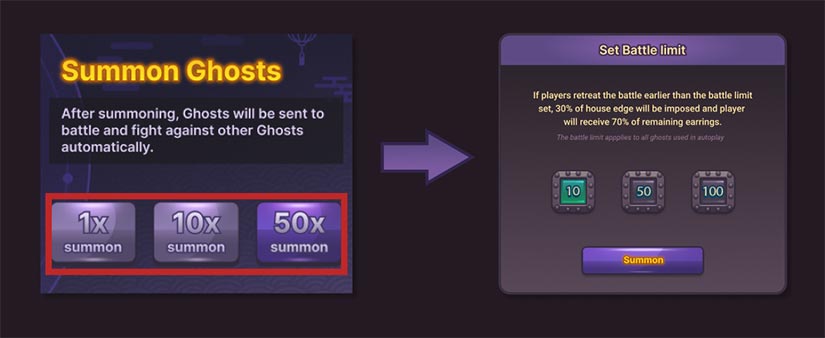 Summon Ghosts
After summoning, Ghosts will be sent to
battle and fight against other Ghosts
automatically.
1x
summon
10x
summon
50x
summon
Set Battle limit
If players retreat the battle earlier than the battle limit
set, 30% of house edge will be imposed and player
will receive 70% of remaining earrings.
The battle limit appplies to all ghosts used in autoplay
10
50
100
Summon